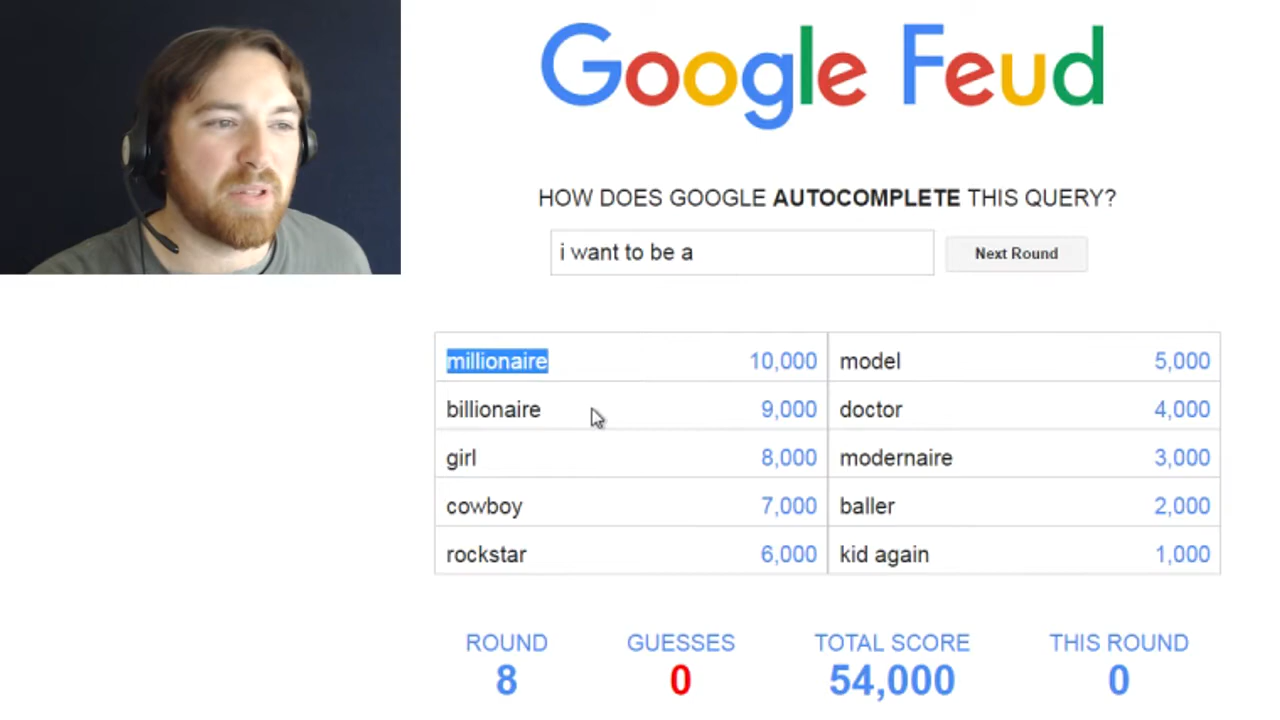 Google Feud
HOW DOES GOOGLE AUTOCOMPLETE THIS QUERY?
i want to be a
Next Round
millionaire 10,000
model 5,000
billionaire 9,000
doctor 4,000
girl 8,000
modernaire 3,000
cowboy 7,000
baller 2,000
rockstar 6,000
kid again 1,000
ROUND GUESSES TOTAL SCORE THIS ROUND
8 0 54,000 0